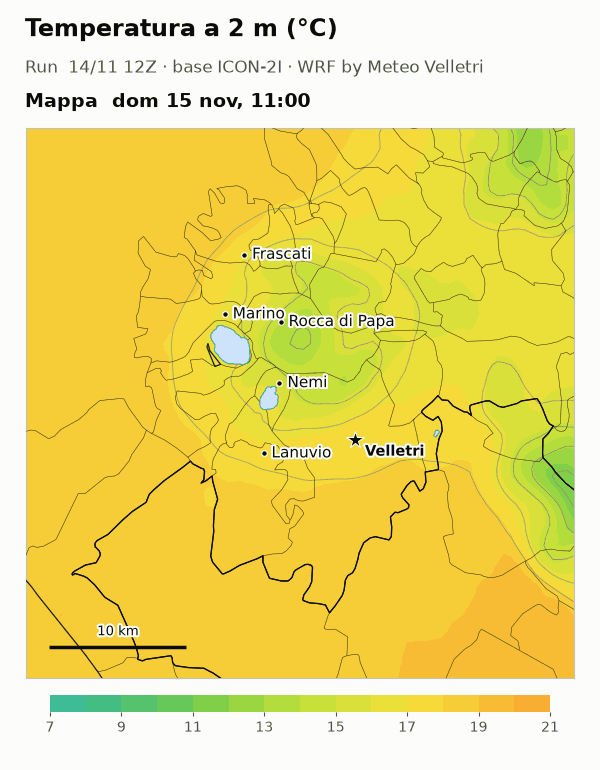 Temperatura a 2 m (°C)
Run  14/11 12Z · base ICON-2I · WRF by Meteo Velletri
Mappa  dom 15 nov, 11:00
Frascati
Marino
Rocca di Papa
Nemi
Velletri
Lanuvio
10 km
7 9 11 13 15 17 19 21